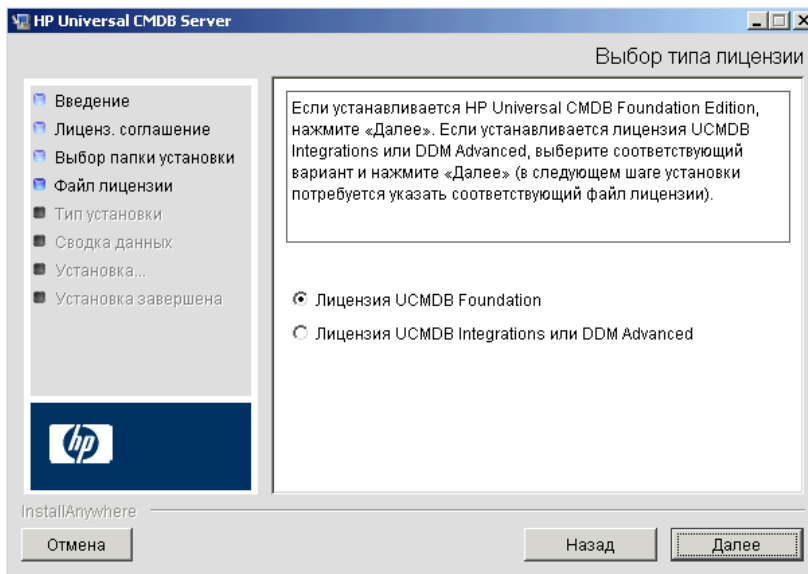 HP Universal CMDB Server
Выбор типа лицензии
Введение
Лиценз. соглашение
Выбор папки установки
Файл лицензии
Тип установки
Сводка данных
Установка...
Установка завершена
Если устанавливается HP Universal CMDB Foundation Edition,
нажмите «Далее». Если устанавливается лицензия UCMDB
Integrations или DDM Advanced, выберите соответствующий
вариант и нажмите «Далее» (в следующем шаге установки
потребуется указать соответствующий файл лицензии).
Лицензия UCMDB Foundation
Лицензия UCMDB Integrations или DDM Advanced
hp
InstallAnywhere
Отмена
Назад
Далее